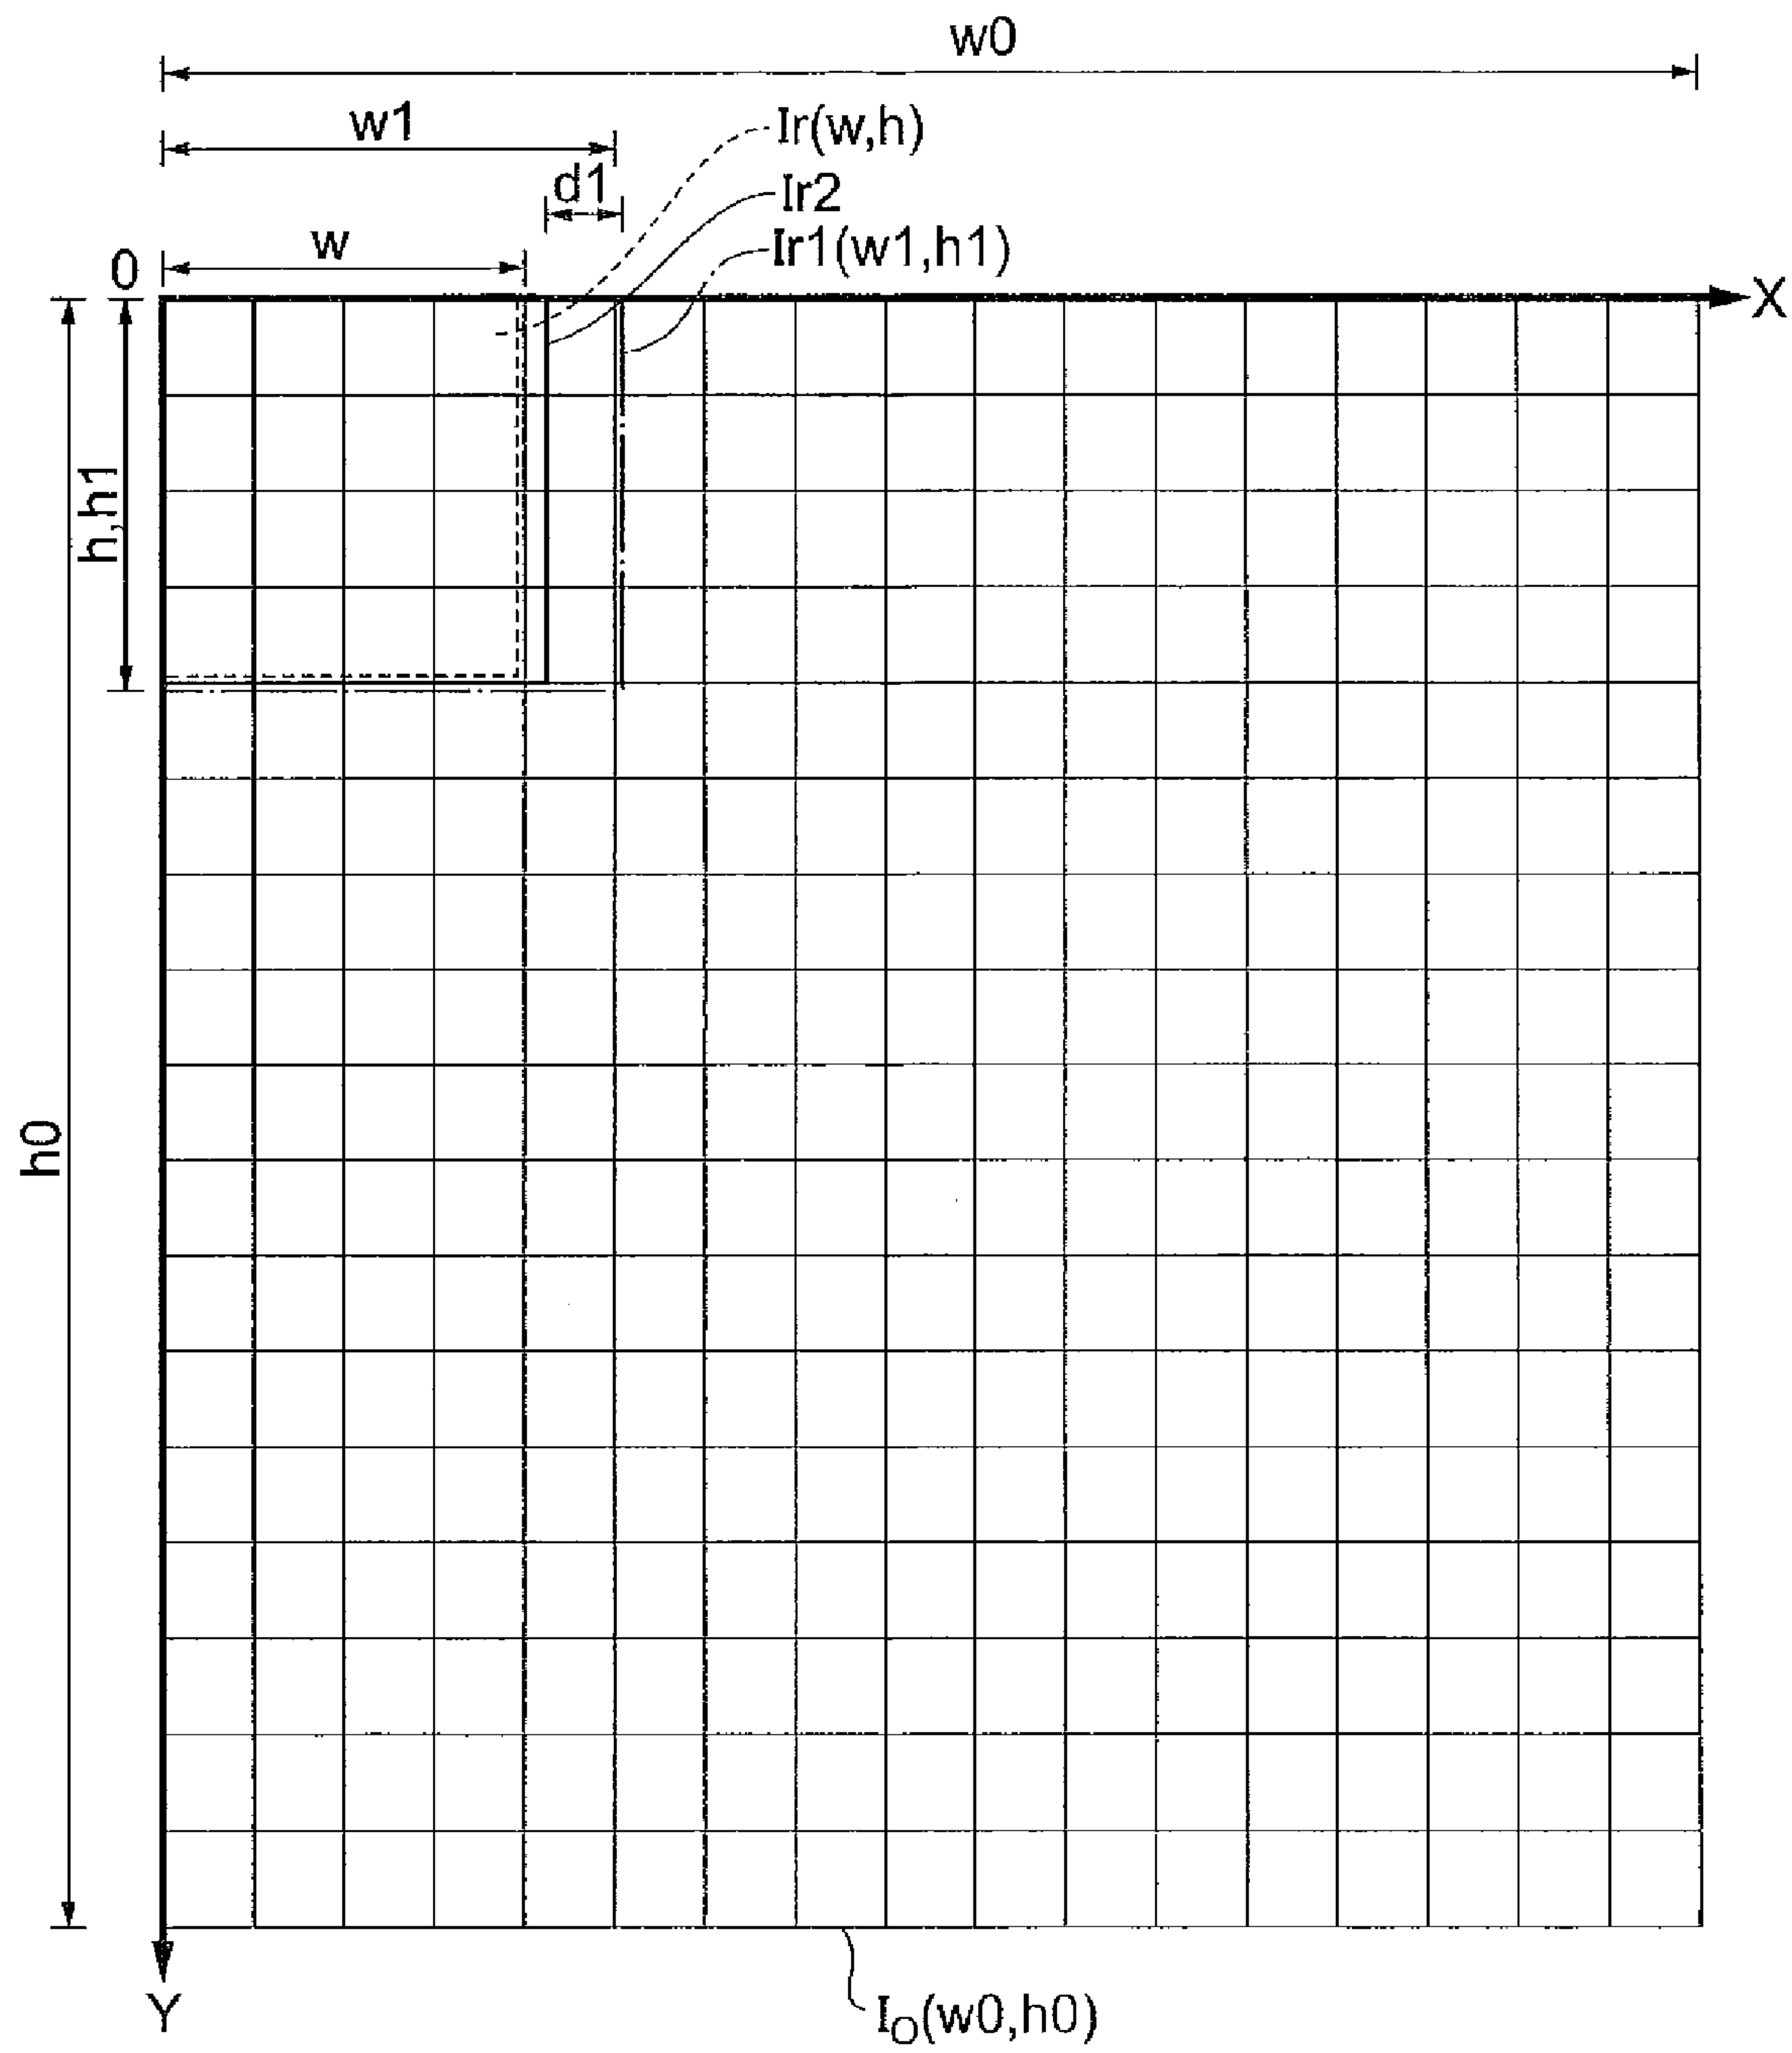 w0
w1
Ir(w,h)
d1
Ir2
w
Ir1(w1,h1)
0
X
h,h1
h0
Y
IO(w0,h0)